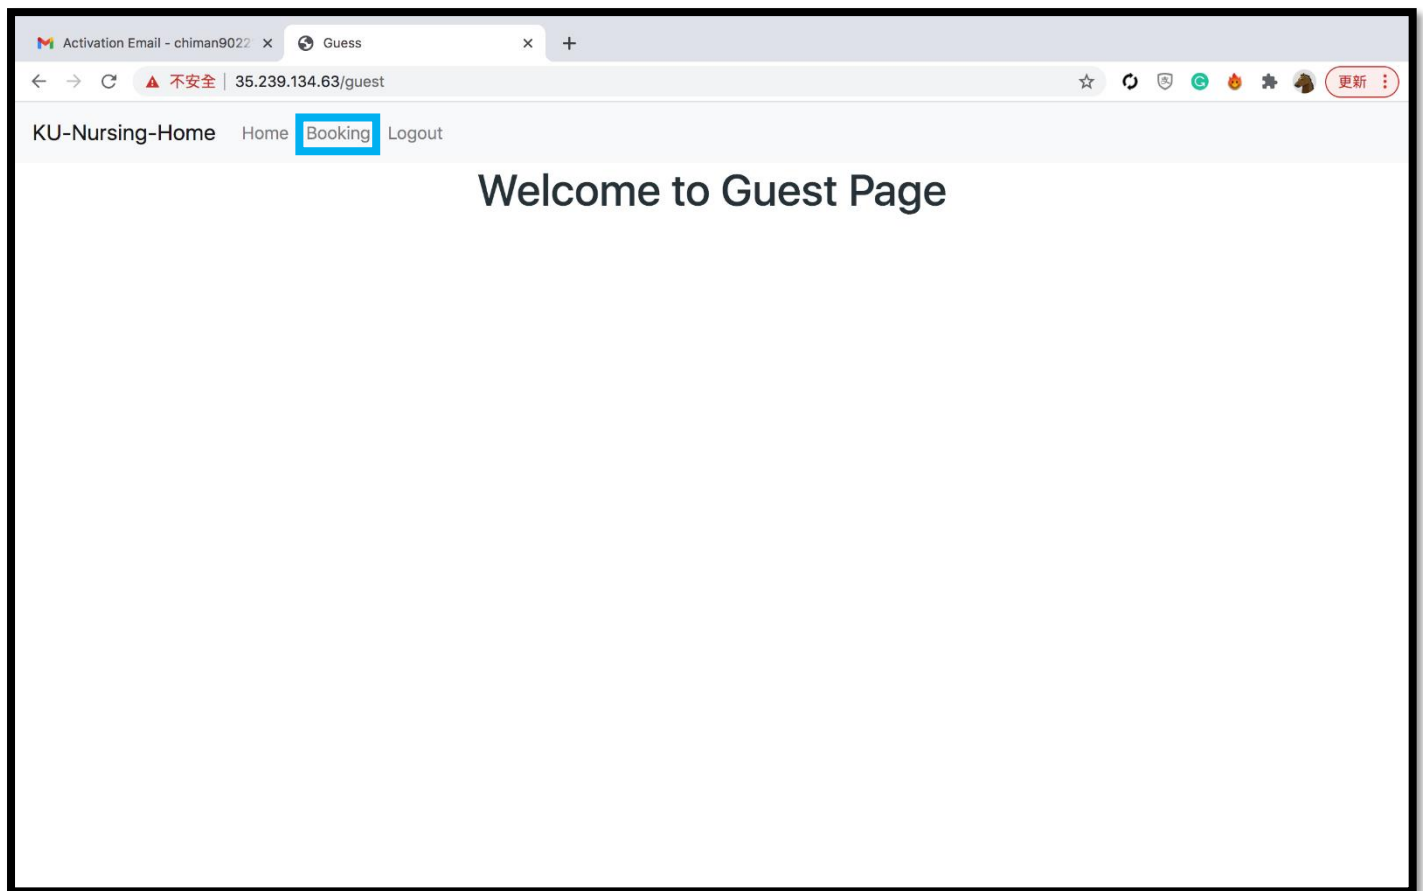 Activation Email - chiman9022
Guess
不安全 35.239.134.63/guest
更新
KU-Nursing-Home Home Booking Logout
Welcome to Guest Page